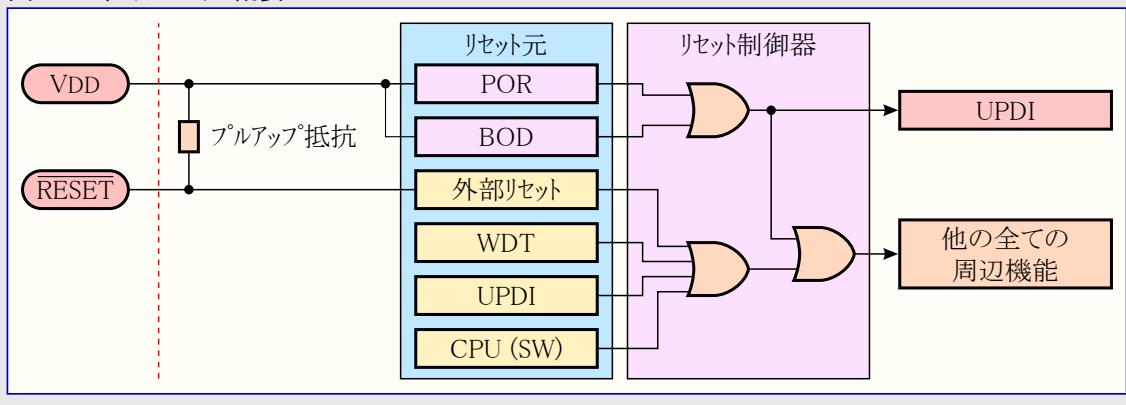 リセット元
リセット制御器
VDD
POR
UPDI
プルアップ抵抗
BOD
RESET
外部リセット
WDT
他の全ての
周辺機能
UPDI
CPU (SW)